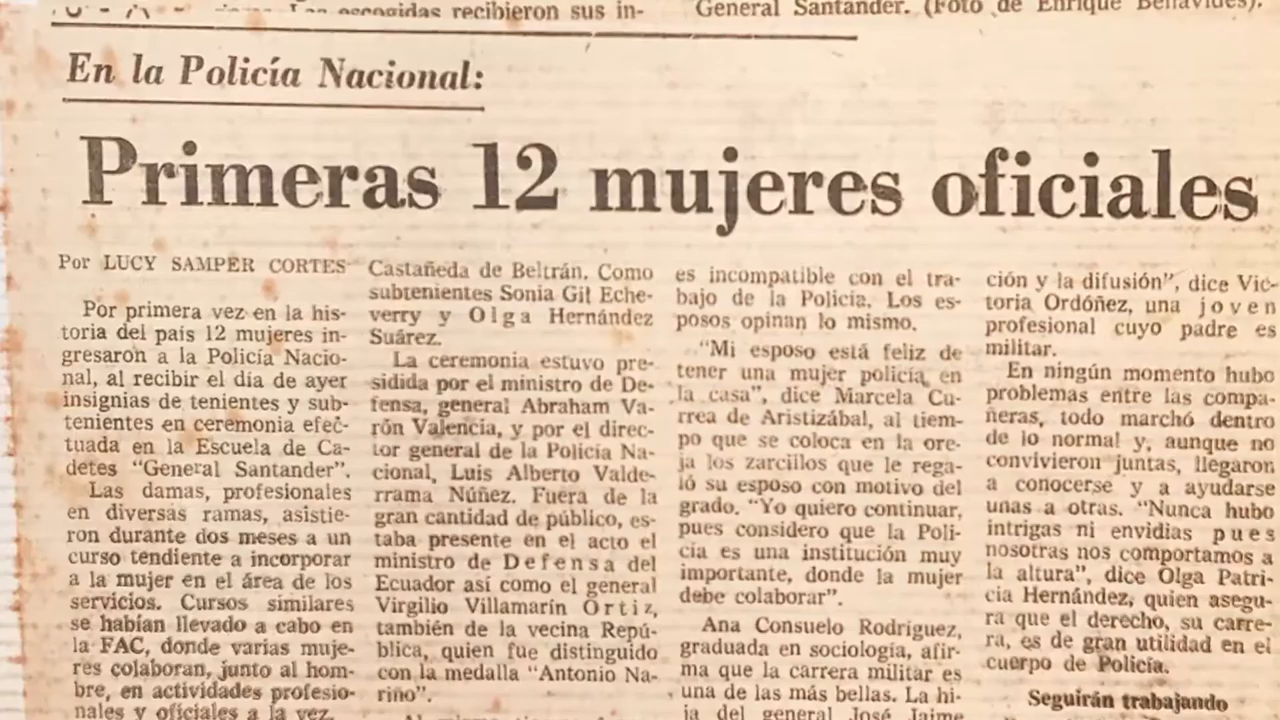 escogidas recibieron sus in-
General Santander. (Foto de Enrique Benavides).
En la Policía Nacional:
Primeras 12 mujeres oficiales
Por LUCY SAMPER CORTES
Por primera vez en la his-
toria del país 12 mujeres in-
gresaron a la Policía Nacio-
nal, al recibir el día de ayer
insignias de tenientes y sub-
tenientes en ceremonia efec-
tuada en la Escuela de Ca-
detes "General Santander".
Las damas, profesionales
en diversas ramas, asistie-
ron durante dos meses a un
curso tendiente a incorporar
a la mujer en el área de los
servicios. Cursos similares
se habían llevado a cabo en
la FAC, donde varias muje-
res colaboran, junto al hom-
bre, en actividades profesio-
nales y oficiales a la vez.
Castañeda de Beltrán. Como
subtenientes Sonia Gil Eche-
verry y Olga Hernández
Suárez.
La ceremonia estuvo pre-
sidida por el ministro de De-
fensa, general Abraham Va-
rón Valencia, y por el direc-
tor general de la Policía Na-
cional, Luis Alberto Valde-
rrama Núñez. Fuera de la
gran cantidad de público, es-
taba presente en el acto el
ministro de Defensa del
Ecuador así como el general
Virgilio Villamarín Ortiz,
también de la vecina Repú-
blica, quien fue distinguido
con la medalla "Antonio Na-
rino".
es incompatible con el tra-
bajo de la Policía. Los es-
posos opinan lo mismo.
"Mi esposo está feliz de
tener una mujer policía en
la casa", dice Marcela Cu-
rrea de Aristizábal, al tiem-
po que se coloca en la ore-
ja los zarcillos que le rega-
ló su esposo con motivo del
grado. "Yo quiero continuar,
pues considero que la Poli-
cía es una institución muy
importante, donde la mujer
debe colaborar".
Ana Consuelo Rodríguez,
graduada en sociología, afir-
ma que la carrera militar es
una de las más bellas. La hi-
ja del general José Jaime
ción y la difusión", dice Vic-
toria Ordóñez, una joven
profesional cuyo padre es
militar.
En ningún momento hubo
problemas entre las compa-
ñeras, todo marchó dentro
de lo normal y, aunque no
convivieron juntas, llegaron
a conocerse y a ayudarse
unas a otras. "Nunca hubo
intrigas ni envidias pues
nosotras nos comportamos a
la altura", dice Olga Patri-
cia Hernández, quien asegu-
ra que el derecho, su carre-
ra, es de gran utilidad en el
cuerpo de Policía.
Seguirán trabajando